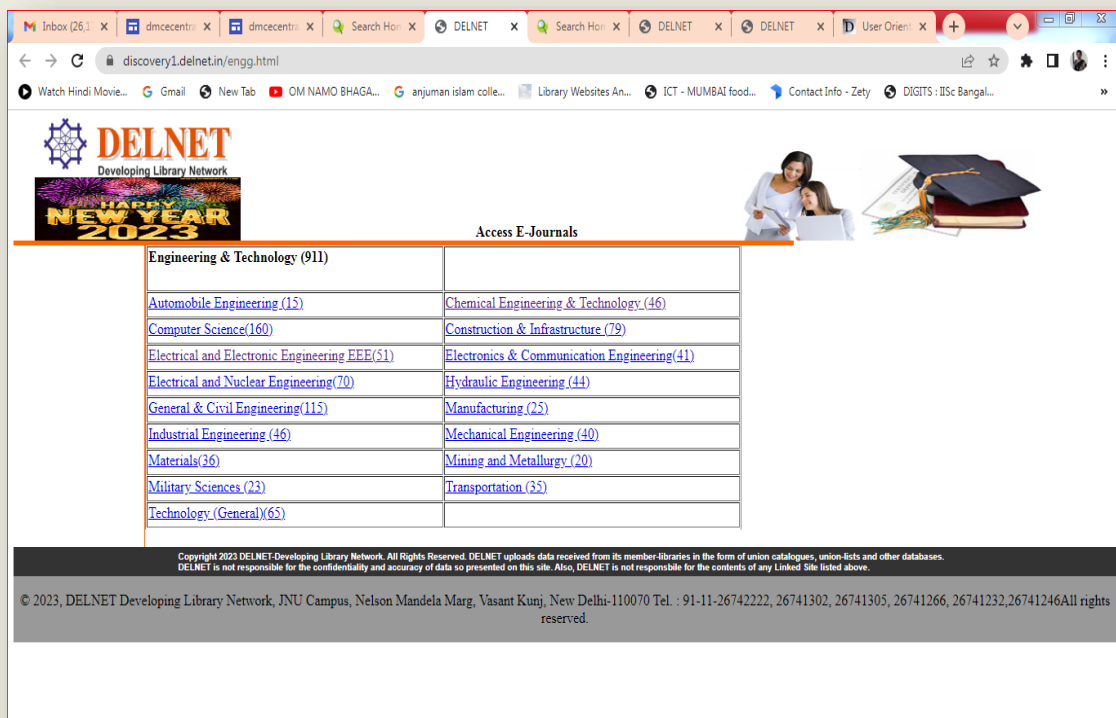 Inbox (26,1
dmcecentra
dmcecentra
Search Hon
DELNET
Search Hon
DELNET
DELNET
D User Orient
discovery1.delnet.in/engg.html
Watch Hindi Movie... Gmail New Tab OM NAMO BHAGA... anjuman islam colle... Library Websites An... ICT - MUMBAI food... Contact Info - Zety DIGITS : IISc Bangal... »
DELNET
Developing Library Network
HAPPY
NEW YEAR
2023
Access E-Journals
Engineering & Technology (911)
Automobile Engineering (15) Chemical Engineering & Technology (46)
Computer Science(160) Construction & Infrastructure (79)
Electrical and Electronic Engineering EEE(51) Electronics & Communication Engineering(41)
Electrical and Nuclear Engineering(70) Hydraulic Engineering (44)
General & Civil Engineering(115) Manufacturing (25)
Industrial Engineering (46) Mechanical Engineering (40)
Materials(36) Mining and Metallurgy (20)
Military Sciences (23) Transportation (35)
Technology (General)(65)
Copyright 2023 DELNET-Developing Library Network. All Rights Reserved. DELNET uploads data received from its member-libraries in the form of union catalogues, union-lists and other databases.
DELNET is not responsible for the confidentiality and accuracy of data so presented on this site. Also, DELNET is not responsbile for the contents of any Linked Site listed above.
© 2023, DELNET Developing Library Network, JNU Campus, Nelson Mandela Marg, Vasant Kunj, New Delhi-110070 Tel. : 91-11-26742222, 26741302, 26741305, 26741266, 26741232,26741246All rights
reserved.